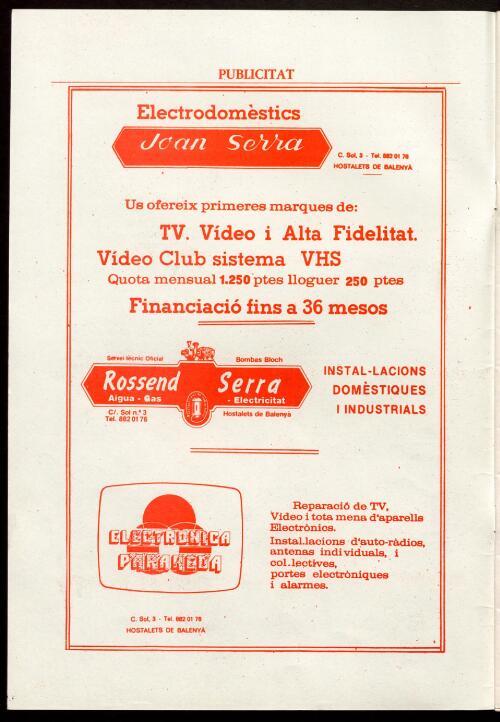 PUBLICITAT
Electrodomèstics
Joan Serra
C. Sol, 3 - Tel. 882 01 76
HOSTALETS DE BALENYÀ
Us ofereix primeres marques de:
TV. Vídeo i Alta Fidelitat.
Vídeo Club sistema VHS
Quota mensual 1.250 ptes lloguer 250 ptes
Financiació fins a 36 mesos
Servei tècnic Oficial
Bombas Bloch
Rossend Serra
Aigua - Gas - Electricitat
C/. Sol n.º 3
Tel. 882 01 76
Hostalets de Balenyà
INSTAL-LACIONS
DOMÈSTIQUES
I INDUSTRIALS
ELECTRONICA
PARAREDA
Reparació de TV,
Vídeo i tota mena d'aparells
Electrònics.
Instal.lacions d'auto-ràdios,
antenas individuals, i
col.lectives,
portes electròniques
i alarmes.
C. Sol, 3 - Tel. 882 01 76
HOSTALETS DE BALENYÀ